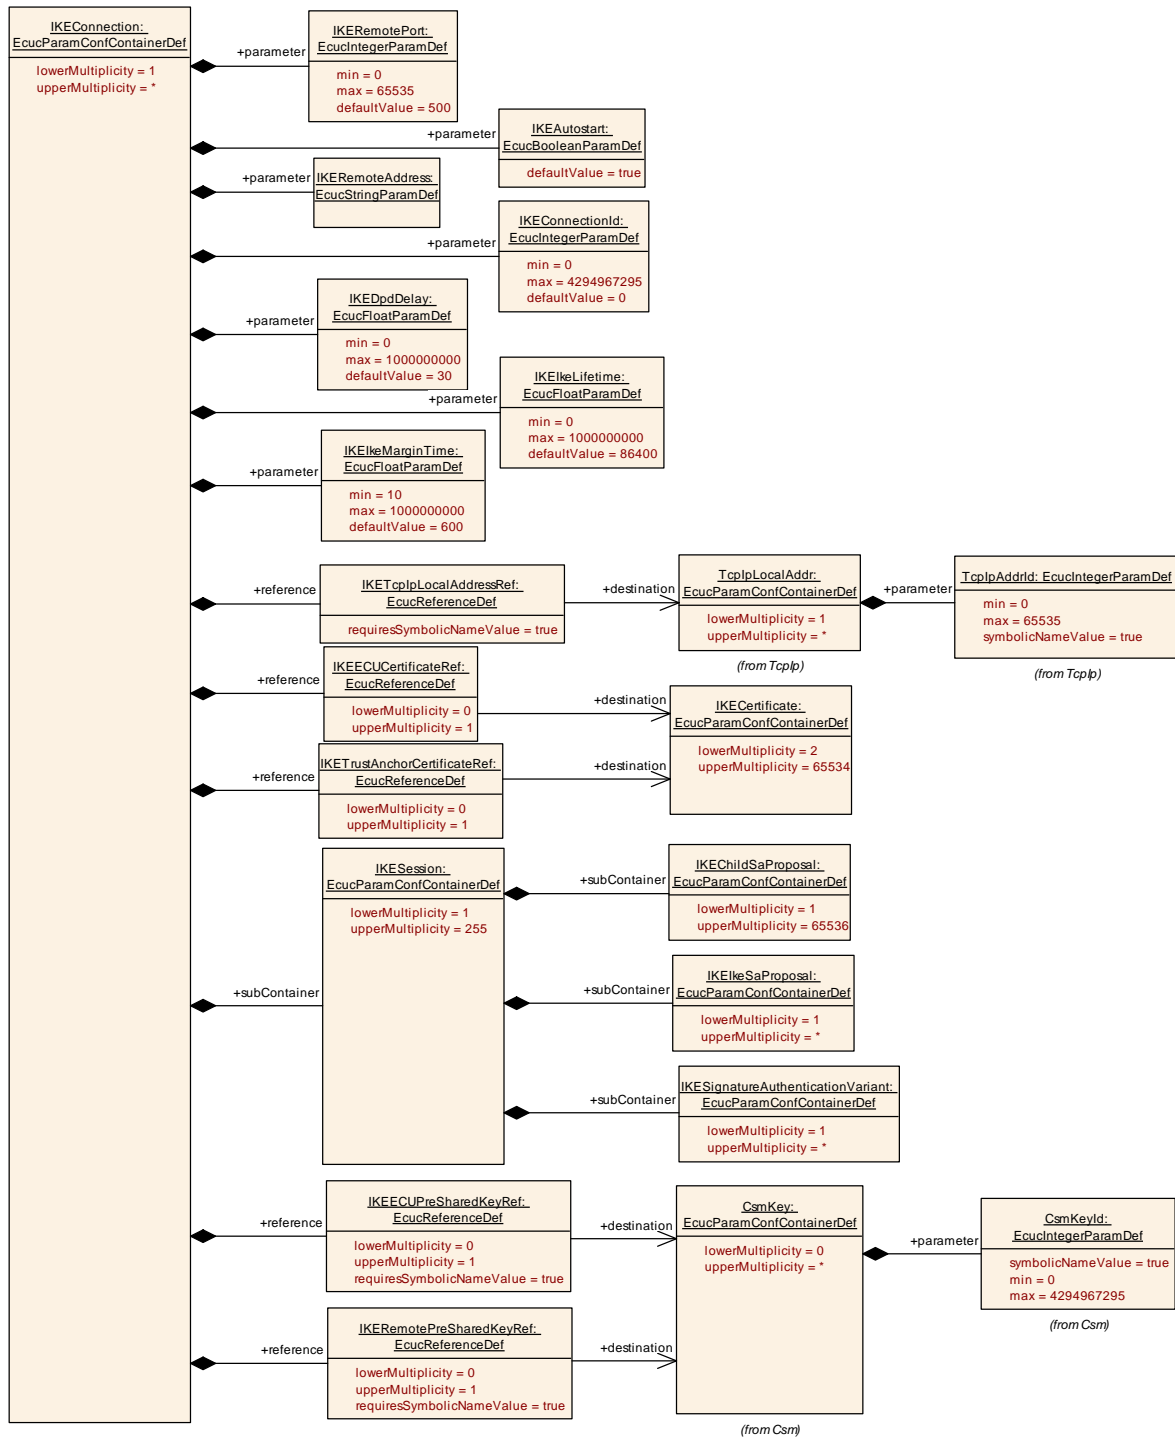 IKEConnection:
EcucParamConfContainerDef
lowerMultiplicity = 1
upperMultiplicity = *
+parameter
IKERemotePort:
EcucIntegerParamDef
min = 0
max = 65535
defaultValue = 500
+parameter
IKEAutostart:
EcucBooleanParamDef
defaultValue = true
+parameter
IKERemoteAddress:
EcucStringParamDef
+parameter
IKEConnectionId:
EcucIntegerParamDef
min = 0
max = 4294967295
defaultValue = 0
+parameter
IKEDpdDelay:
EcucFloatParamDef
min = 0
max = 1000000000
defaultValue = 30
+parameter
IKEIkeLifetime:
EcucFloatParamDef
min = 0
max = 1000000000
defaultValue = 86400
+parameter
IKEIkeMarginTime:
EcucFloatParamDef
min = 10
max = 1000000000
defaultValue = 600
+reference
IKETcpIpLocalAddressRef:
EcucReferenceDef
requiresSymbolicNameValue = true
+destination
TcpIpLocalAddr:
EcucParamConfContainerDef
lowerMultiplicity = 1
upperMultiplicity = *
(from TcpIp)
+parameter
TcpIpAddrId: EcucIntegerParamDef
min = 0
max = 65535
symbolicNameValue = true
(from TcpIp)
+reference
IKEECUCertificateRef:
EcucReferenceDef
lowerMultiplicity = 0
upperMultiplicity = 1
+destination
IKECertificate:
EcucParamConfContainerDef
lowerMultiplicity = 2
upperMultiplicity = 65534
+reference
IKETrustAnchorCertificateRef:
EcucReferenceDef
lowerMultiplicity = 0
upperMultiplicity = 1
+destination
+subContainer
IKESession:
EcucParamConfContainerDef
lowerMultiplicity = 1
upperMultiplicity = 255
+subContainer
IKEChildSaProposal:
EcucParamConfContainerDef
lowerMultiplicity = 1
upperMultiplicity = 65536
+subContainer
IKEIkeSaProposal:
EcucParamConfContainerDef
lowerMultiplicity = 1
upperMultiplicity = *
+subContainer
IKESignatureAuthenticationVariant:
EcucParamConfContainerDef
lowerMultiplicity = 1
upperMultiplicity = *
+reference
IKEECUPreSharedKeyRef:
EcucReferenceDef
lowerMultiplicity = 0
upperMultiplicity = 1
requiresSymbolicNameValue = true
+destination
CsmKey:
EcucParamConfContainerDef
lowerMultiplicity = 0
upperMultiplicity = *
(from Csm)
+parameter
CsmKeyId:
EcucIntegerParamDef
symbolicNameValue = true
min = 0
max = 4294967295
(from Csm)
+reference
IKERemotePreSharedKeyRef:
EcucReferenceDef
lowerMultiplicity = 0
upperMultiplicity = 1
requiresSymbolicNameValue = true
+destination